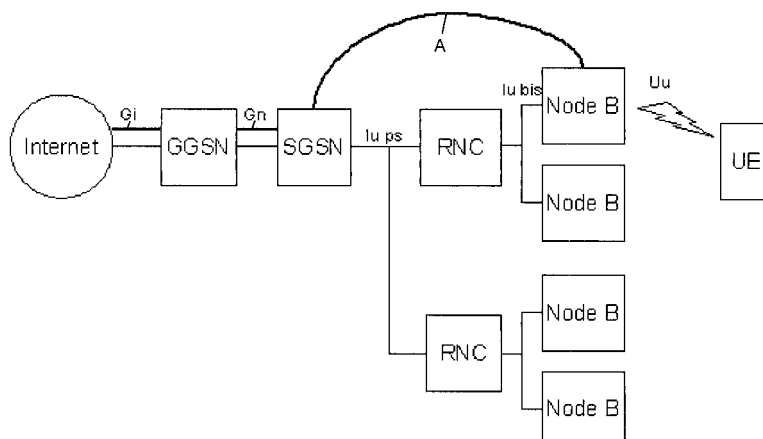 A
Iu bis
Uu
Gi
Gn
Node B
Internet
GGSN
SGSN
Iu ps
RNC
UE
Node B
Node B
RNC
Node B